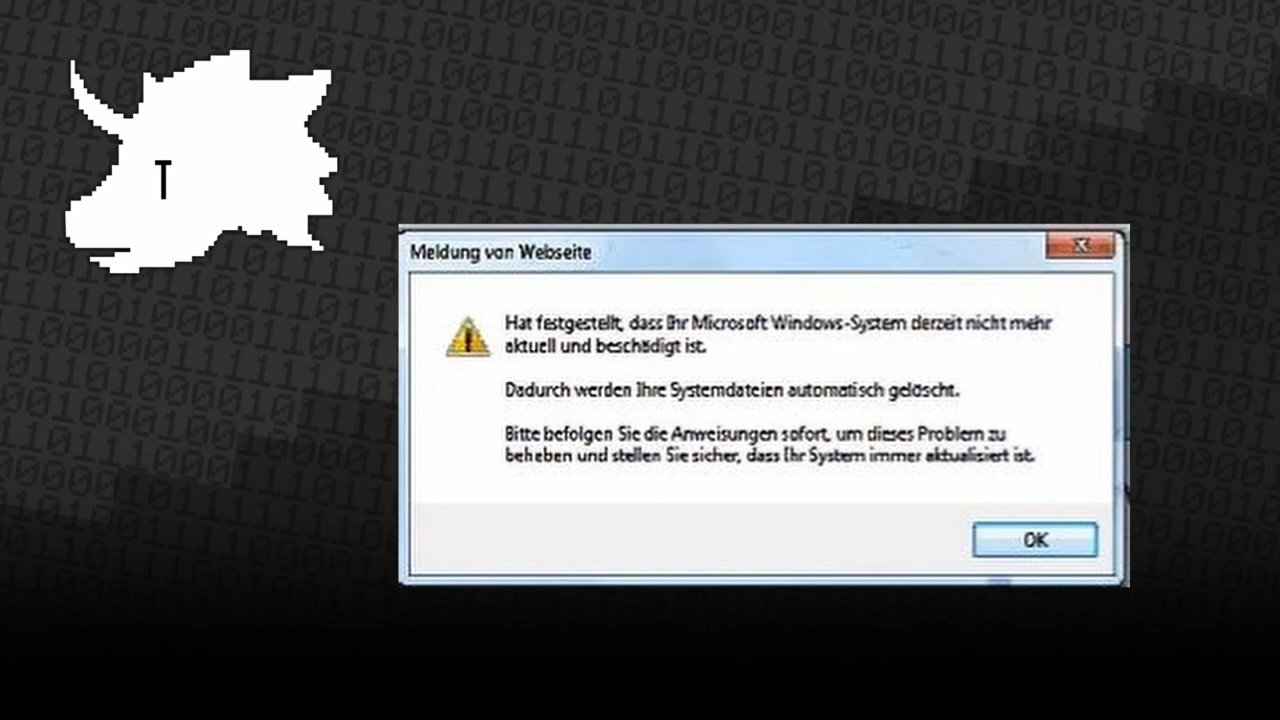 T
Meldung von Webseite
Hat festgestellt, dass Ihr Microsoft Windows-System derzeit nicht mehr
aktuell und beschädigt ist.
Dadurch werden Ihre Systemdateien automatisch gelöscht.
Bitte befolgen Sie die Anweisungen sofort, um dieses Problem zu
beheben und stellen Sie sicher, dass Ihr System immer aktualisiert ist.
OK